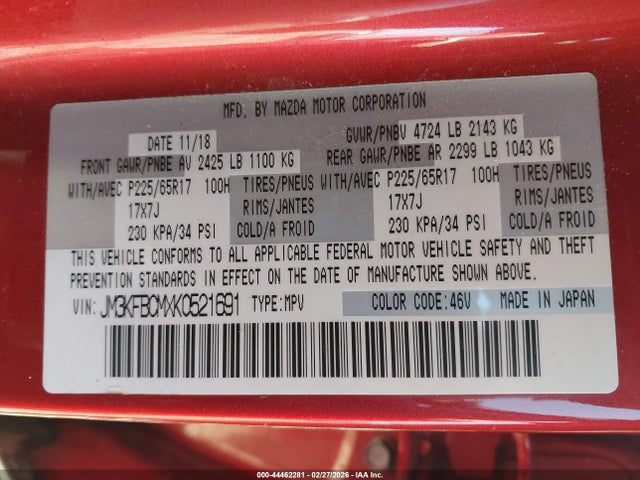 MFD. BY MAZDA MOTOR CORPORATION
DATE 11/18 GVWR/PNBV 4724 LB 2143 KG
FRONT GAWR/PNBE AV 2425 LB 1100 KG REAR GAWR/PNBE AR 2299 LB 1043 KG
WITH/AVEC P225/65R17 100H TIRES/PNEUS WITH/AVEC P225/65R17 100H TIRES/PNEUS
17X7J RIMS/JANTES 17X7J RIMS/JANTES
230 KPA/34 PSI COLD/A FROID 230 KPA/34 PSI COLD/A FROID
THIS VEHICLE CONFORMS TO ALL APPLICABLE FEDERAL MOTOR VEHICLE SAFETY AND THEFT
PREVENTION STANDARDS IN EFFECT ON THE DATE OF MANUFACTURE SHOWN ABOVE.
VIN: JM3KFBCMXK0521691 TYPE:MPV COLOR CODE:46V MADE IN JAPAN
000-44462281 - 02/27/2026 - IAA, Inc.